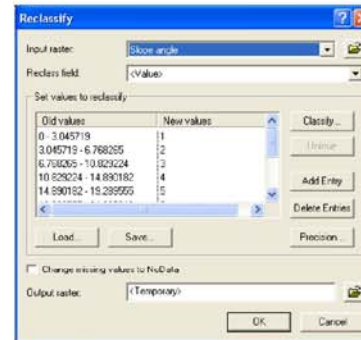 Reclassify
Input raster: Slope angle
Reclass field: <Value>
Set values to reclassify
Old values New values
0 - 3.045719 1
3.045719 - 6.768265 2
6.768265 - 10.829224 3
10.829224 - 14.890182 4
14.890182 - 19.289555 5
Classify...
Unique
Add Entry
Delete Entries
Load... Save... Precision...
Change missing values to NoData
Output raster: <Temporary>
OK Cancel